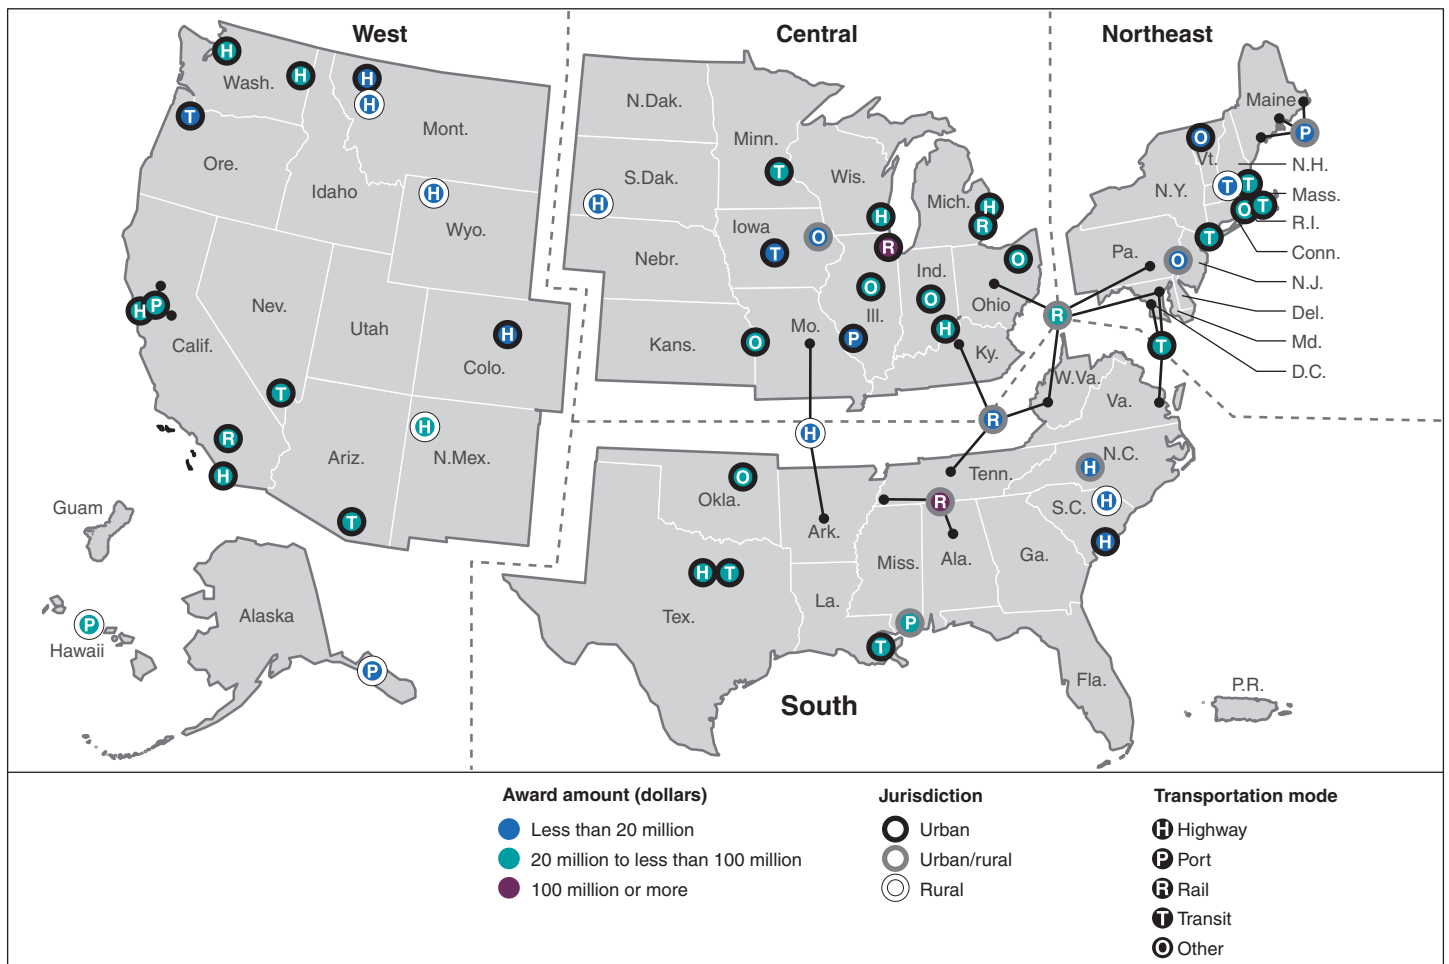 West
Central
Northeast
H
Wash.
H
H
H
T
Mont.
Ore.
Idaho
H
Wyo.
H
P
Nev.
Utah
Calif.
H
Colo.
T
R
H
Ariz.
H
N.Mex.
T
Guam
Alaska
P
Hawaii
P
N.Dak.
Minn.
T
S.Dak.
H
Wis.
H
Mich.
H
R
Iowa
T
O
R
Nebr.
O
Ill.
Ind.
O
O
Ohio
Kans.
O
Mo.
P
H
Ky.
R
H
R
W.Va.
Va.
Maine
P
O
Vt.
N.H.
N.Y.
T
T
Mass.
O
T
R.I.
T
Conn.
Pa.
O
N.J.
Del.
Md.
T
D.C.
Okla.
O
Ark.
Tenn.
R
N.C.
H
S.C.
H
H
H
T
Tex.
La.
Miss.
Ala.
Ga.
P
T
Fla.
P.R.
South
Award amount (dollars)
Less than 20 million
20 million to less than 100 million
100 million or more
Jurisdiction
Urban
Urban/rural
Rural
Transportation mode
H Highway
P Port
R Rail
T Transit
O Other